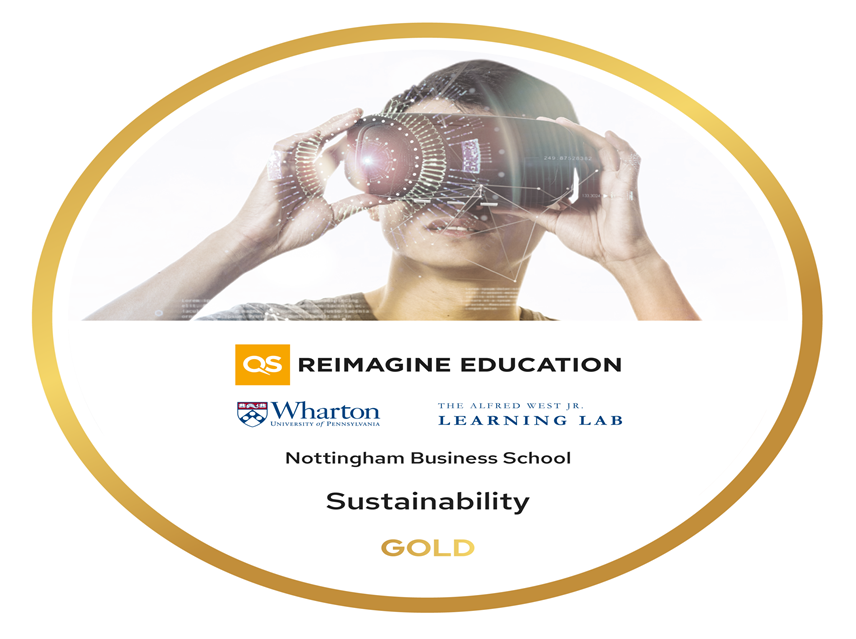 QS REIMAGINE EDUCATION
Wharton
UNIVERSITY of PENNSYLVANIA
THE ALFRED WEST JR.
LEARNING LAB
Nottingham Business School
Sustainability
GOLD